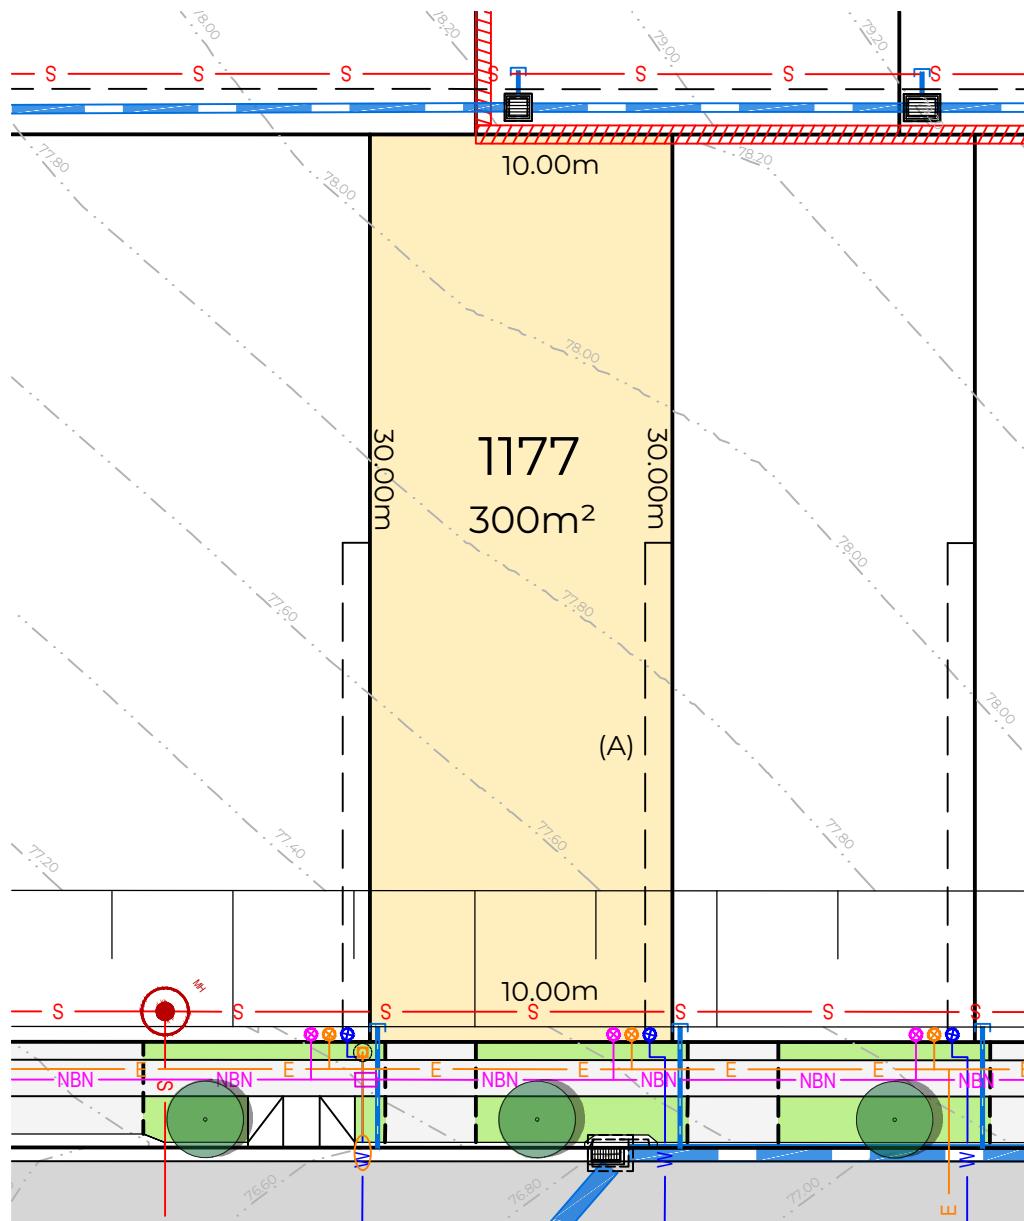 78.00
78.20
79.00
79.20
S S S S S S S
77.80
78.00
10.00m
78.20
78.00
30.00m
30.00m
1177
300m²
78.00
77.60
77.80
78.00
(A)
77.20
77.40
77.60
77.80
10.00m
MH
S S S S S S
E E E E E
S
NBN NBN NBN NBN NBN NBN
W W W
76.60
76.80
77.00
E